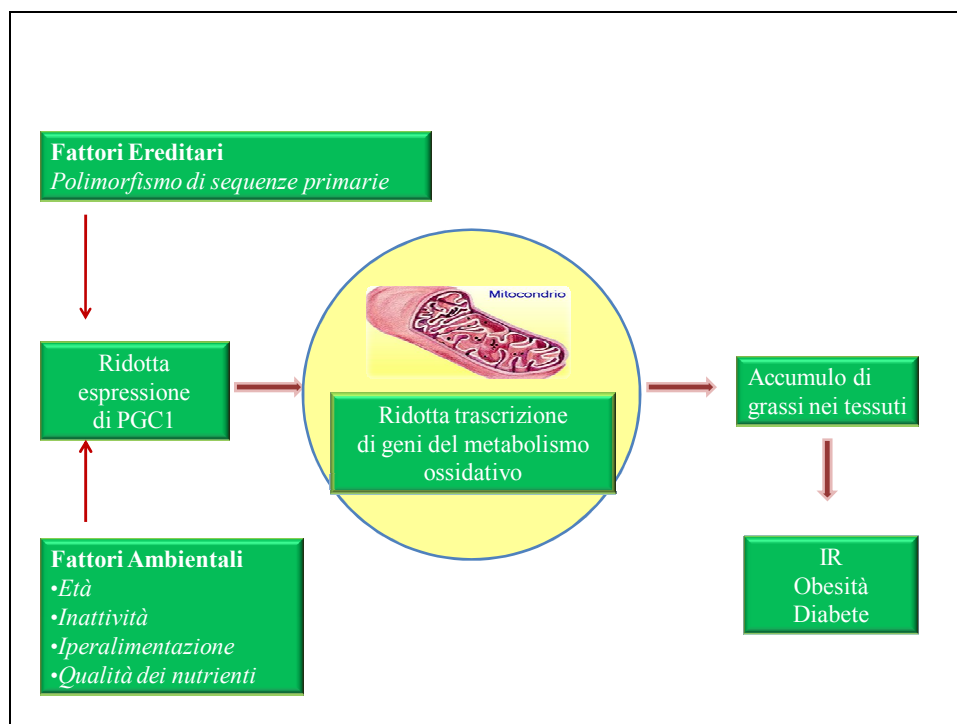 Fattori Ereditari
Polimorfismo di sequenze primarie
Mitocondrio
Ridotta
espressione
di PGC1
Ridotta trascrizione
di geni del metabolismo
ossidativo
Accumulo di
grassi nei tessuti
Fattori Ambientali
•Età
•Inattività
•Iperalimentazione
•Qualità dei nutrienti
IR
Obesità
Diabete